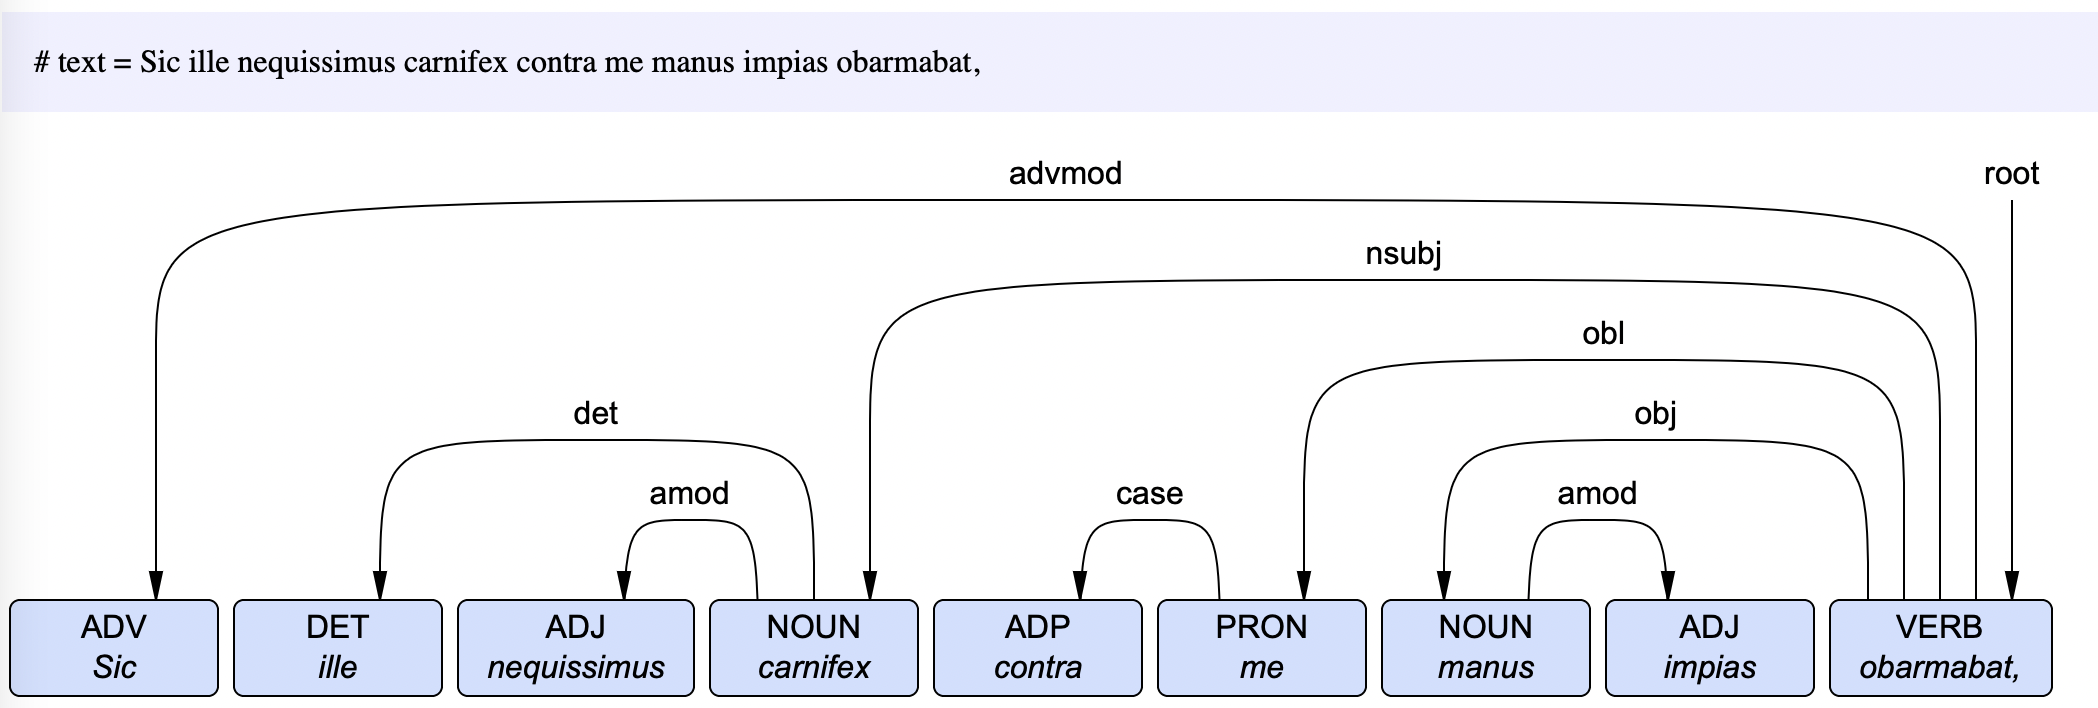 # text = Sic ille nequissimus carnifex contra me manus impias obarmabat,
advmod root
nsubj
obl
det obj
amod case amod
ADV DET ADJ NOUN ADP PRON NOUN ADJ VERB
Sic ille nequissimus carnifex contra me manus impias obarmabat,